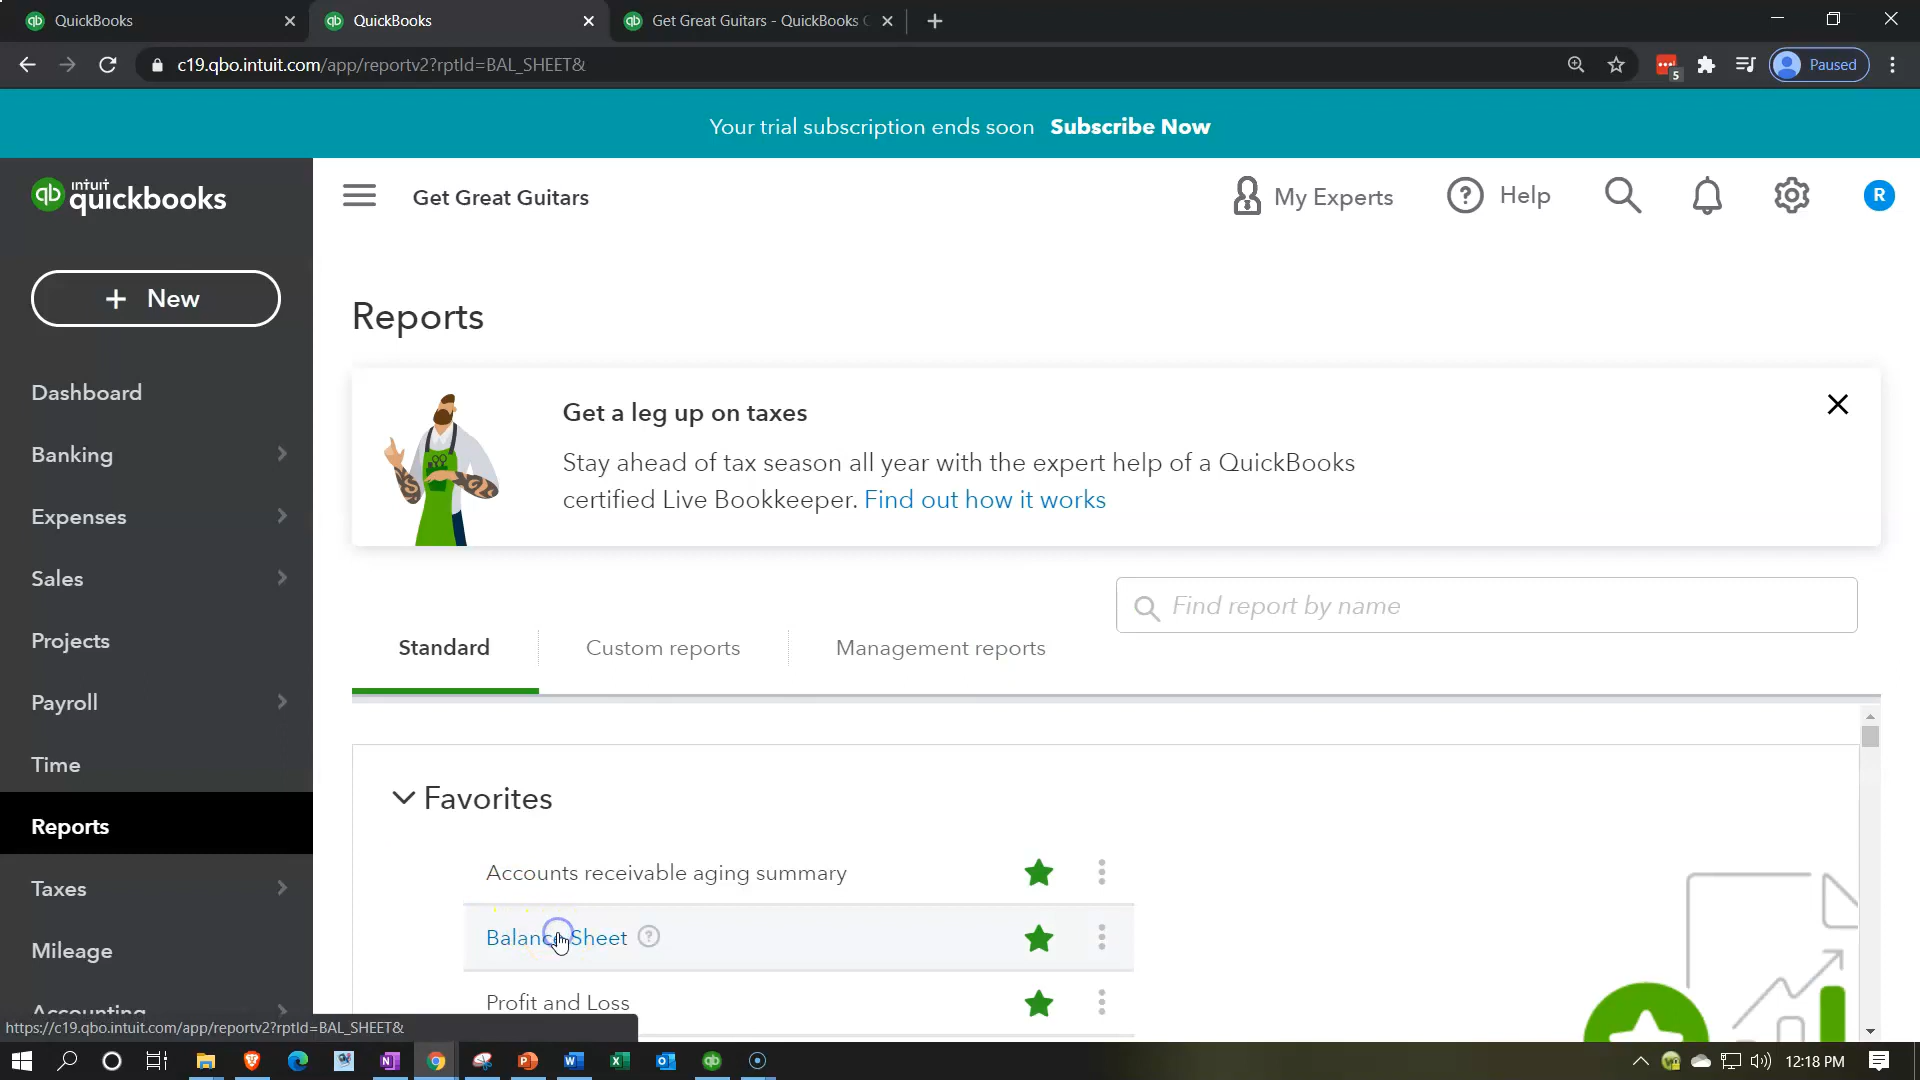 QuickBooks
QuickBooks
Get Great Guitars - QuickBooks
c19.qbo.intuit.com/app/reportv2?rptId=BAL_SHEET&
5
Paused
Your trial subscription ends soon Subscribe Now
qb
intuit
quickbooks
Get Great Guitars
My Experts
? Help
R
+ New
Reports
Dashboard
Banking
Expenses
Sales
Projects
Payroll
Time
Reports
Taxes
Mileage
Accounting
Get a leg up on taxes
Stay ahead of tax season all year with the expert help of a QuickBooks
certified Live Bookkeeper. Find out how it works
Find report by name
Standard
Custom reports
Management reports
Favorites
Accounts receivable aging summary
Balance Sheet ?
Profit and Loss
https://c19.qbo.intuit.com/app/reportv2?rptId=BAL_SHEET&
12:18 PM